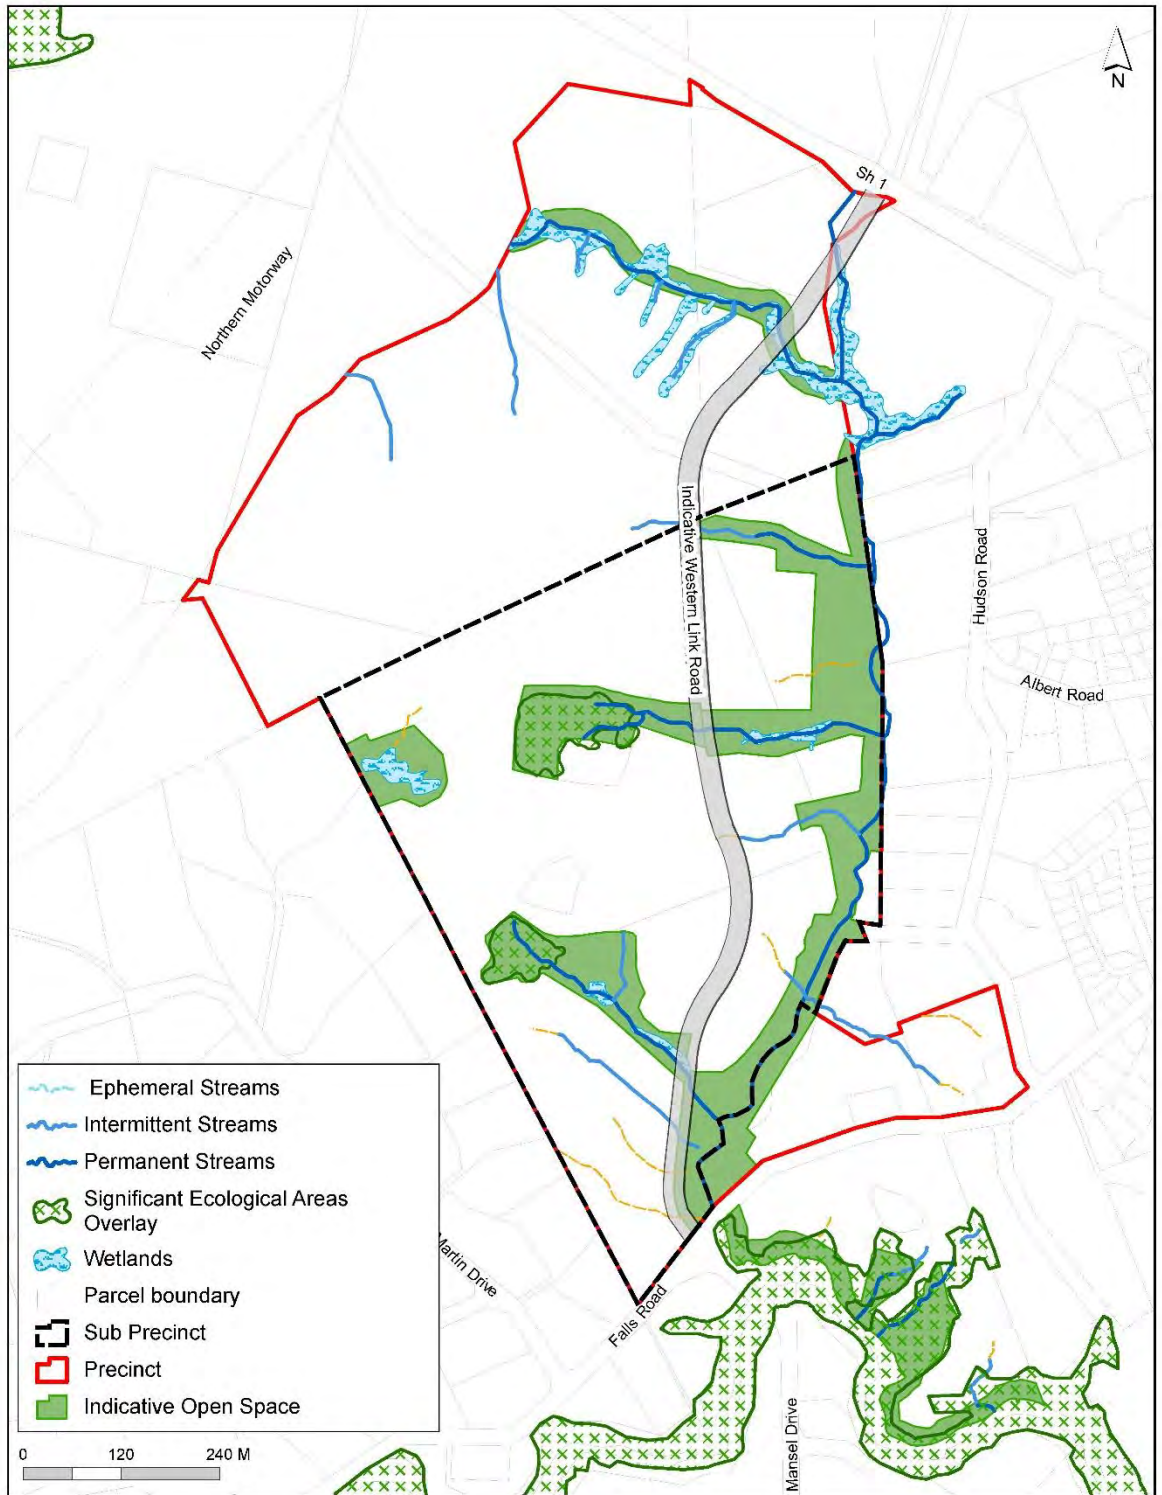 N
Sh 1
Northern Motorway
Indicative Western Link Road
Hudson Road
Albert Road
Martin Drive
Falls Road
Mansel Drive
Ephemeral Streams
Intermittent Streams
Permanent Streams
Significant Ecological Areas
Overlay
Wetlands
Parcel boundary
Sub Precinct
Precinct
Indicative Open Space
0 120 240 M